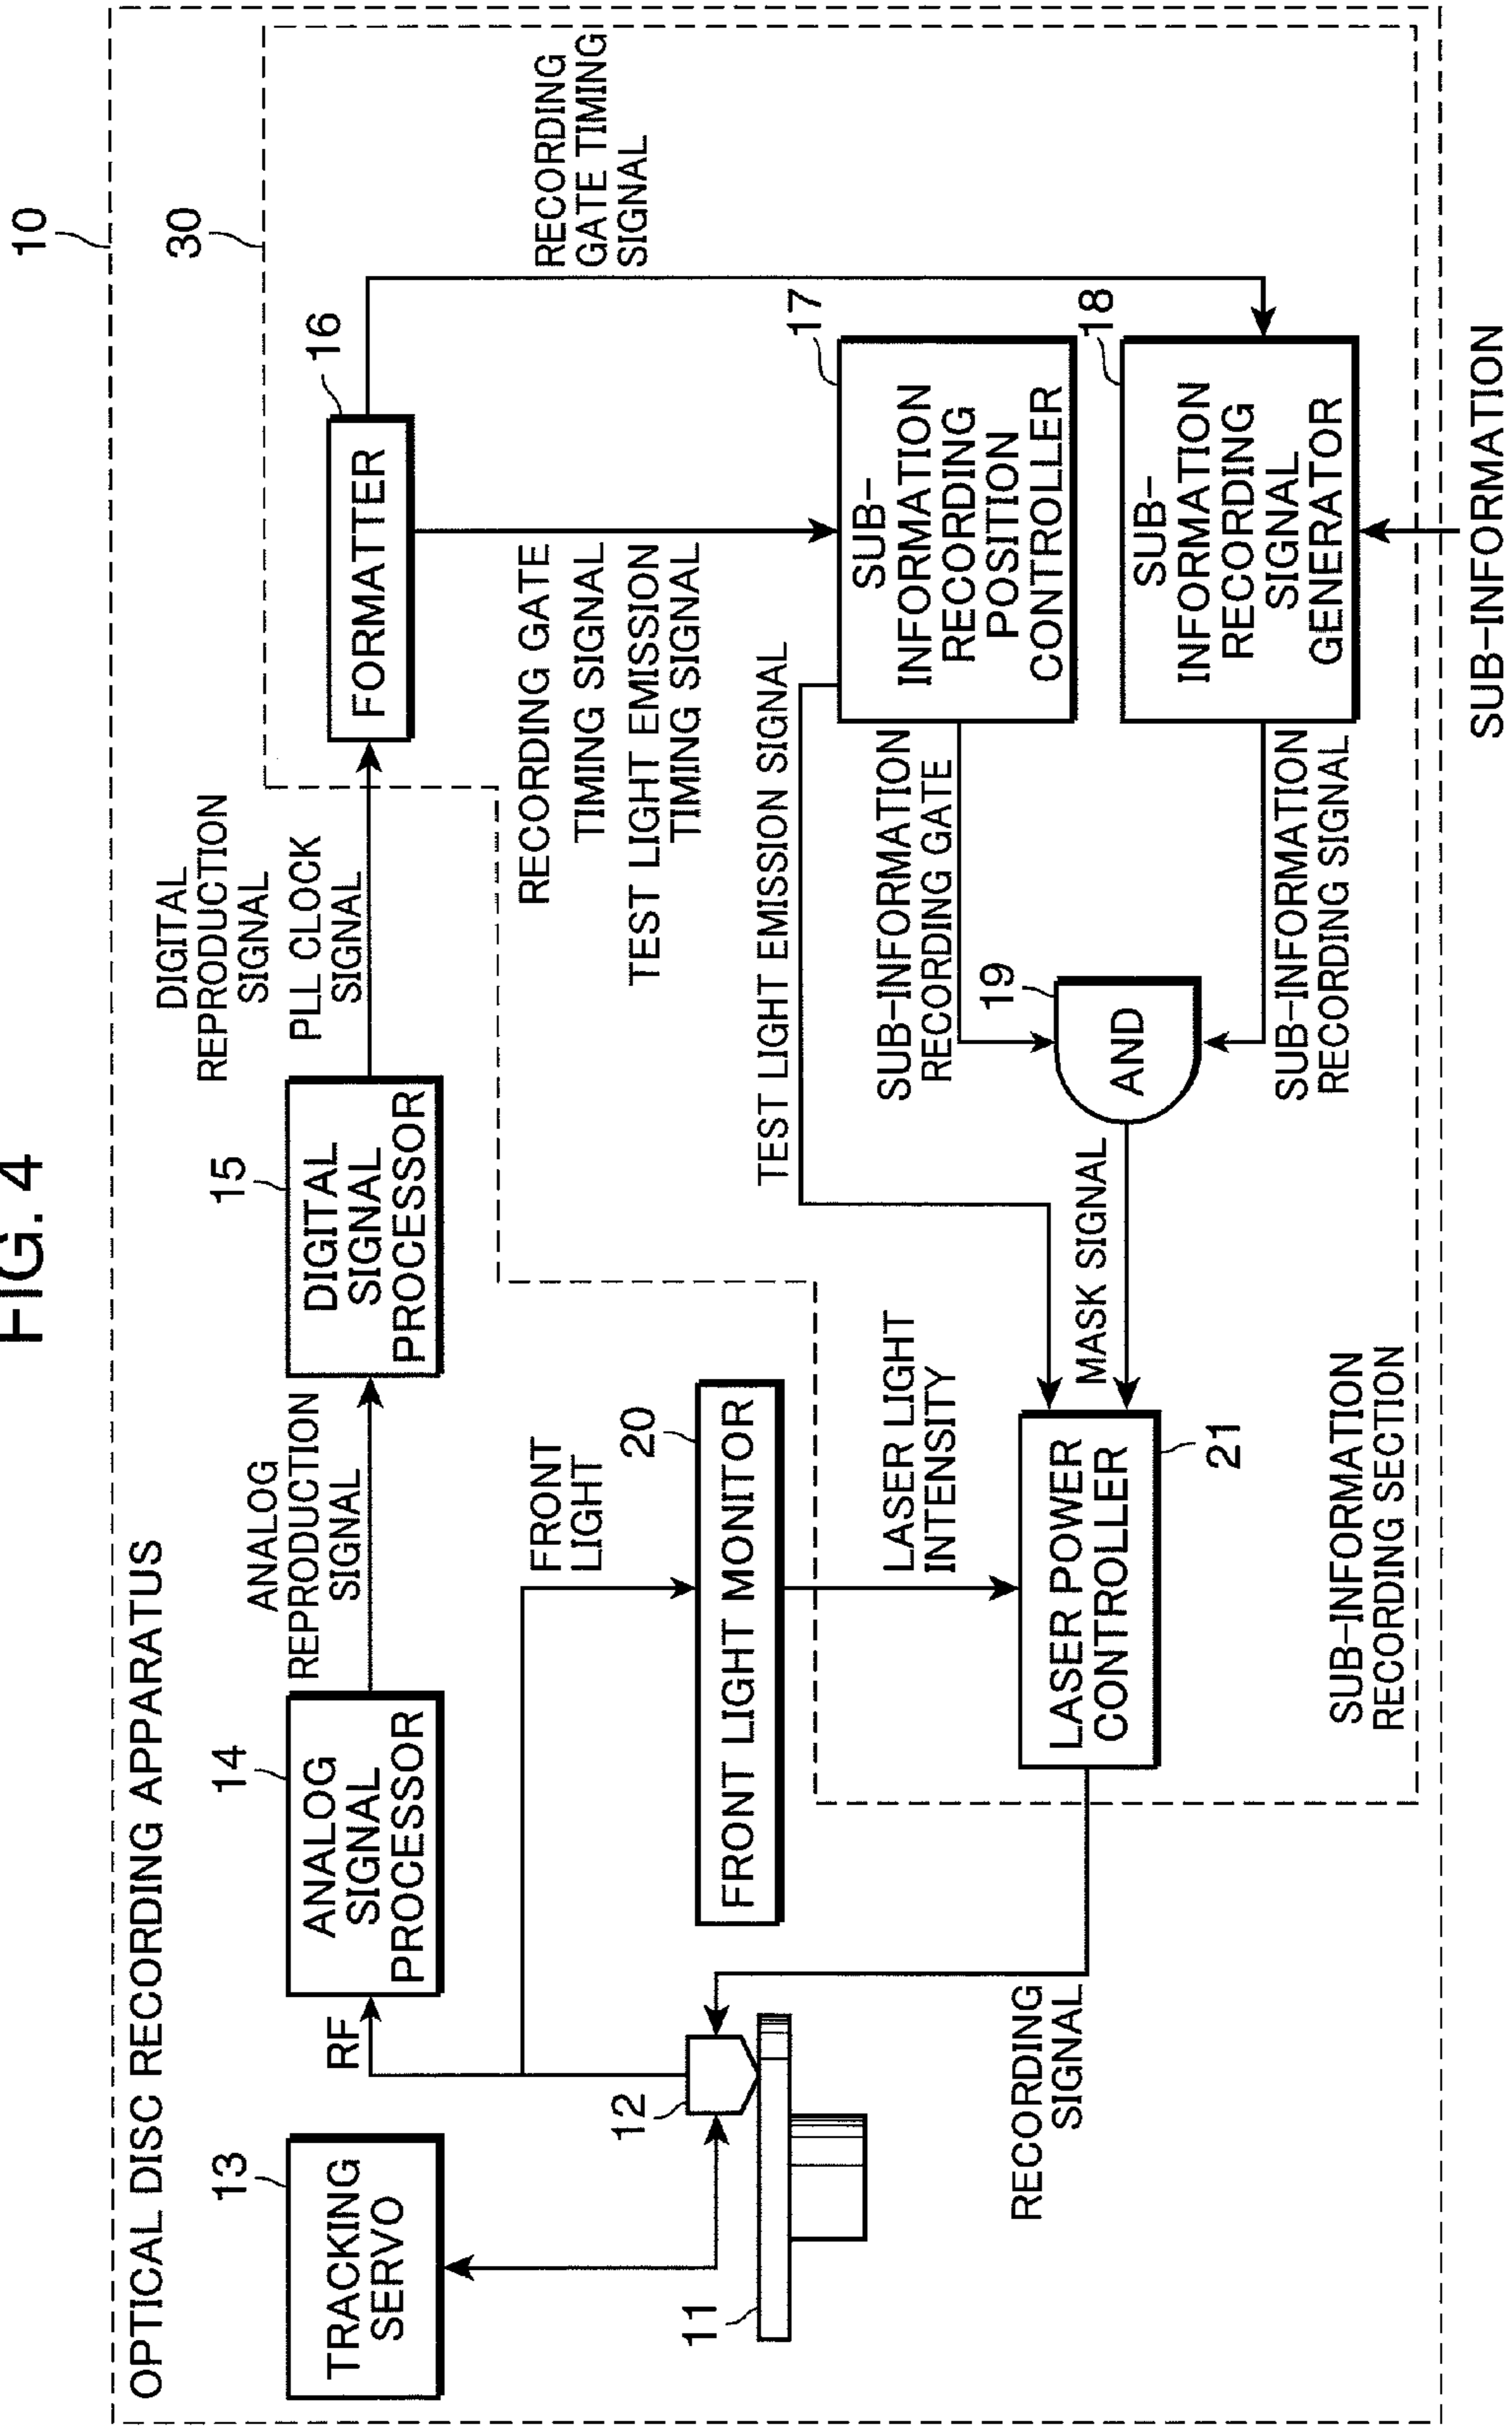 FIG. 4
10
OPTICAL DISC RECORDING APPARATUS
30
13
TRACKING
SERVO
RF
14
ANALOG
SIGNAL
PROCESSOR
ANALOG
REPRODUCTION
SIGNAL
15
DIGITAL
SIGNAL
PROCESSOR
DIGITAL
REPRODUCTION
SIGNAL
PLL CLOCK
SIGNAL
16
FORMATTER
RECORDING
GATE TIMING
SIGNAL
FRONT
LIGHT
RECORDING GATE
TIMING SIGNAL
TEST LIGHT EMISSION
TIMING SIGNAL
12
11
20
FRONT LIGHT MONITOR
LASER LIGHT
INTENSITY
TEST LIGHT EMISSION SIGNAL
17
SUB-
INFORMATION
RECORDING
POSITION
CONTROLLER
SUB-INFORMATION
RECORDING GATE
19
AND
MASK SIGNAL
18
SUB-
INFORMATION
RECORDING
SIGNAL
GENERATOR
SUB-INFORMATION
RECORDING SIGNAL
RECORDING
SIGNAL
LASER POWER
CONTROLLER
21
SUB-INFORMATION
RECORDING SECTION
SUB-INFORMATION